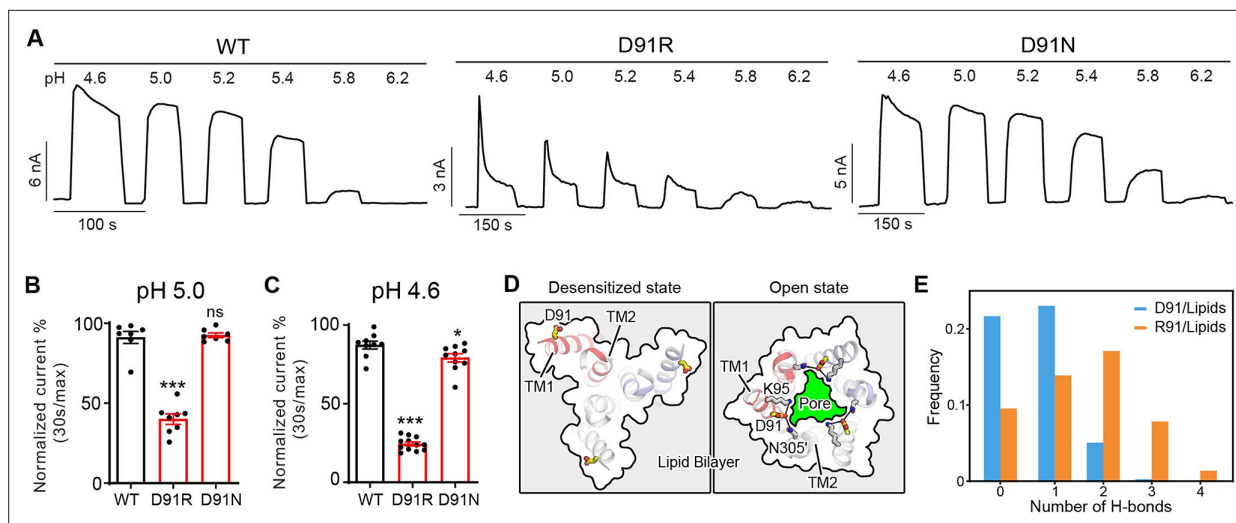 A
WT
D91R
D91N
pH 4.6 5.0 5.2 5.4 5.8 6.2
4.6 5.0 5.2 5.4 5.8 6.2
4.6 5.0 5.2 5.4 5.8 6.2
6 nA
100 s
3 nA
150 s
5 nA
150 s
B
pH 5.0
Normalized current %
(30s/max)
100
50
0
***
ns
WT D91R D91N
C
pH 4.6
Normalized current %
(30s/max)
100
50
0
***
*
WT D91R D91N
D
Desensitized state
Open state
D91
TM2
TM1
TM1
K95
Pore
D91
N305'
Lipid Bilayer
TM2
E
D91/Lipids
R91/Lipids
Frequency
0.2
0.1
0
0 1 2 3 4
Number of H-bonds